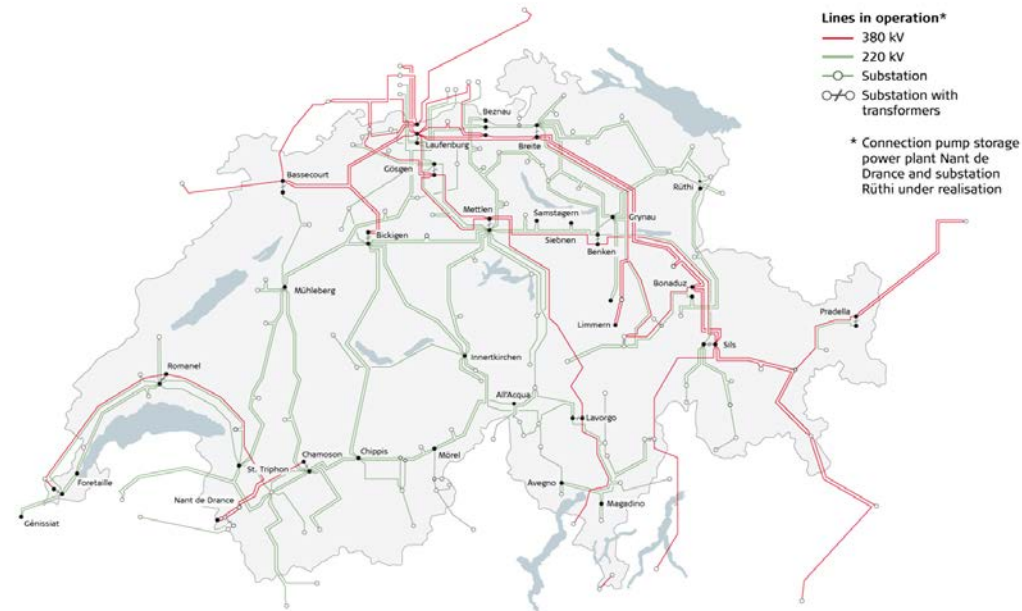 Lines in operation*
380 kV
220 kV
Substation
Substation with
transformers
* Connection pump storage
power plant Nant de
Drance and substation
Rüthi under realisation
Beznau
Laufenburg
Breite
Bassecourt
Gösgen
Rüthi
Mettlen
Samstagern
Grynau
Bickigen
Siebnen
Benken
Mühleberg
Bonaduz
Pradella
Limmern
Sils
Innertkirchen
Romanel
All'Acqua
Lavorgo
Chamoson
Chippis
Mörel
St. Triphon
Foretaille
Avegno
Nant de Drance
Magadino
Génissiat